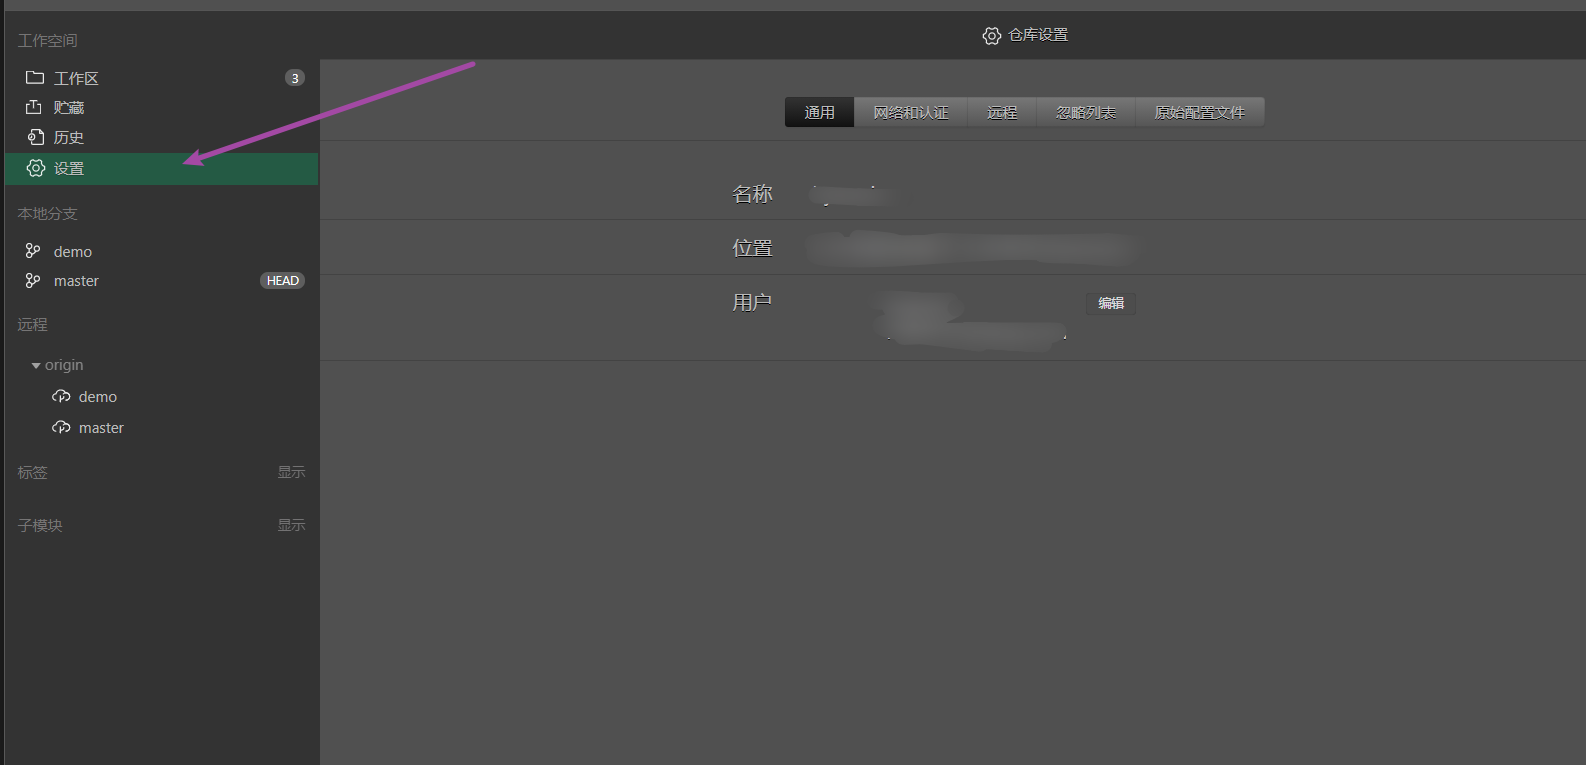 工作空间
工作区 3
贮藏
历史
设置
本地分支
demo
master HEAD
远程
origin
demo
master
标签 显示
子模块 显示
仓库设置
通用 网络和认证 远程 忽略列表 原始配置文件
名称
位置
用户 编辑